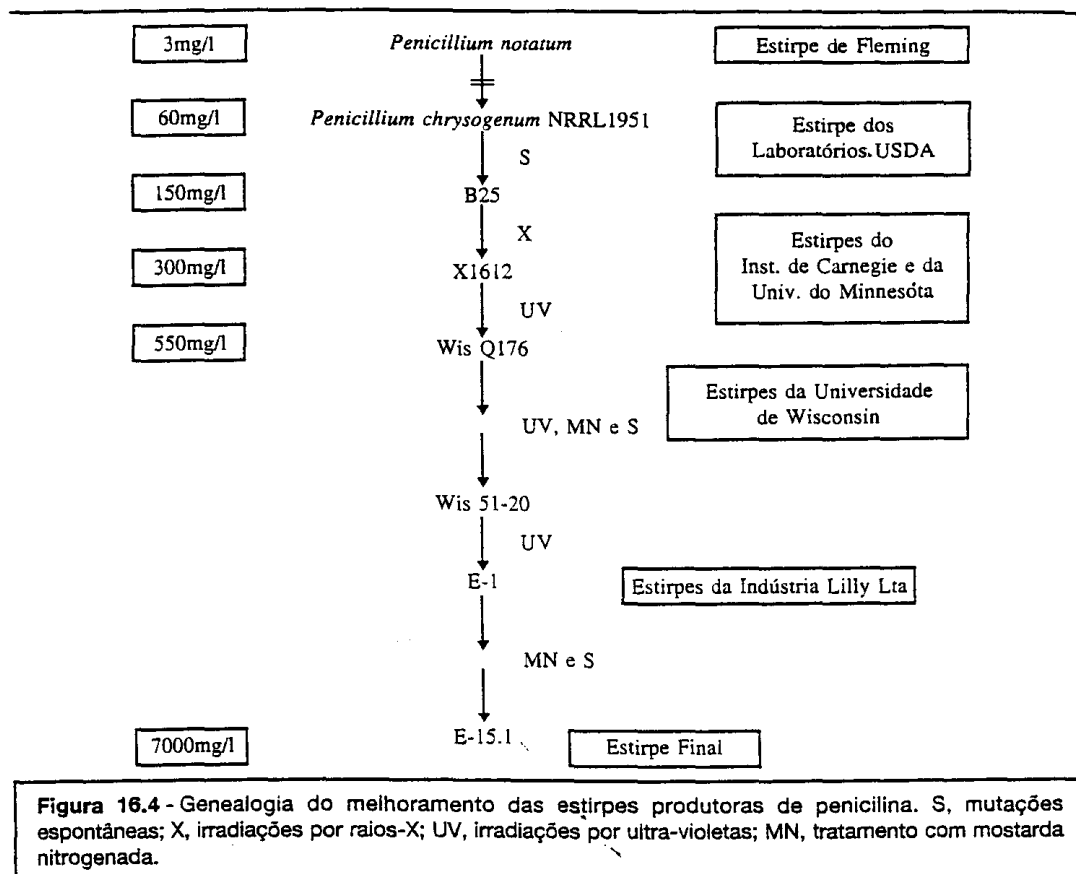 3mg/l Penicillium notatum Estirpe de Fleming
60mg/l Penicillium chrysogenum NRRL1951
Estirpe dos
Laboratórios.USDA
S
150mg/l B25
X
Estirpes do
Inst. de Carnegie e da
Univ. do Minnesóta
300mg/l X1612
UV
550mg/l Wis Q176
Estirpes da Universidade
de Wisconsin
UV, MN e S
Wis 51-20
UV
E-1 Estirpes da Indústria Lilly Lta
MN e S
7000mg/l E-15.1 Estirpe Final
Figura 16.4 - Genealogia do melhoramento das estirpes produtoras de penicilina. S, mutações
espontâneas; X, irradiações por raios-X; UV, irradiações por ultra-violetas; MN, tratamento com mostarda
nitrogenada.